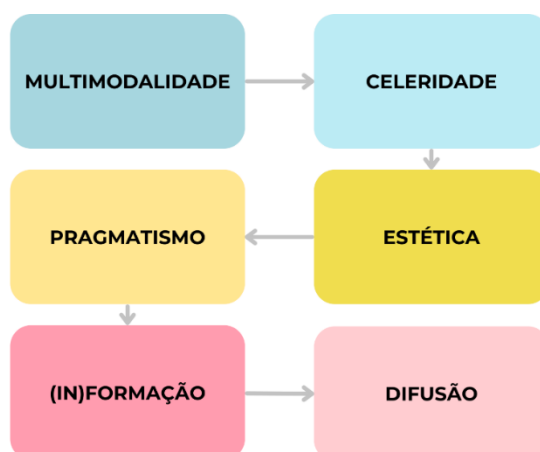 MULTIMODALIDADE
CELERIDADE
ESTÉTICA
PRAGMATISMO
(IN)FORMAÇÃO
DIFUSÃO